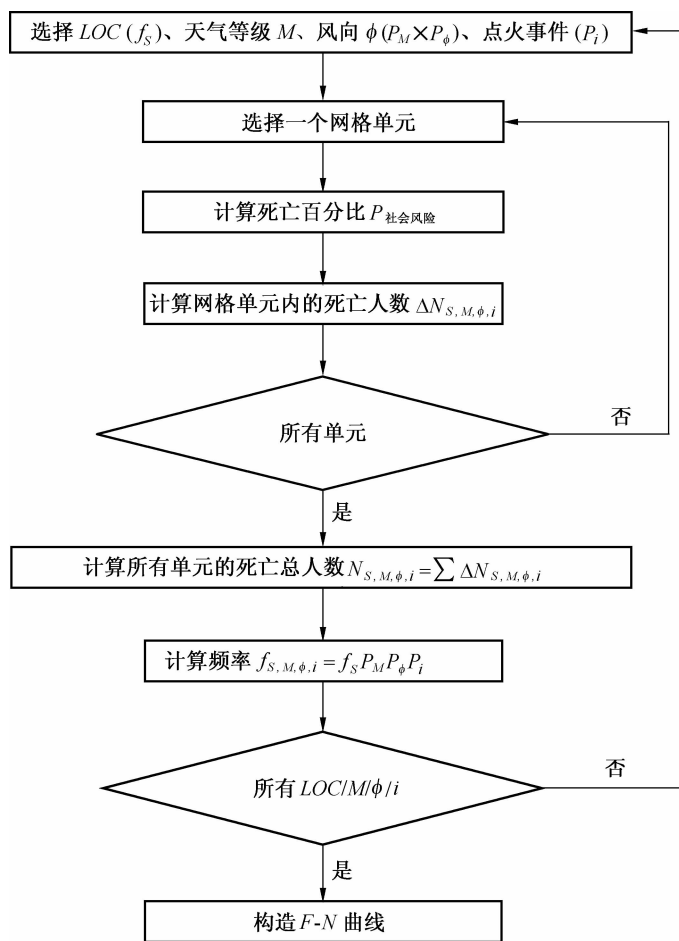 选择 LOC (f_S)、天气等级 M、风向 ϕ (P_M×P_ϕ)、点火事件 (P_i)
选择一个网格单元
计算死亡百分比 P_社会风险
计算网格单元内的死亡人数 ΔN_{S,M,ϕ,i}
所有单元
否
是
计算所有单元的死亡总人数 N_{S,M,ϕ,i}=∑ ΔN_{S,M,ϕ,i}
计算频率 f_{S,M,ϕ,i}=f_S P_M P_ϕ P_i
所有 LOC/M/ϕ/i
否
是
构造 F-N 曲线